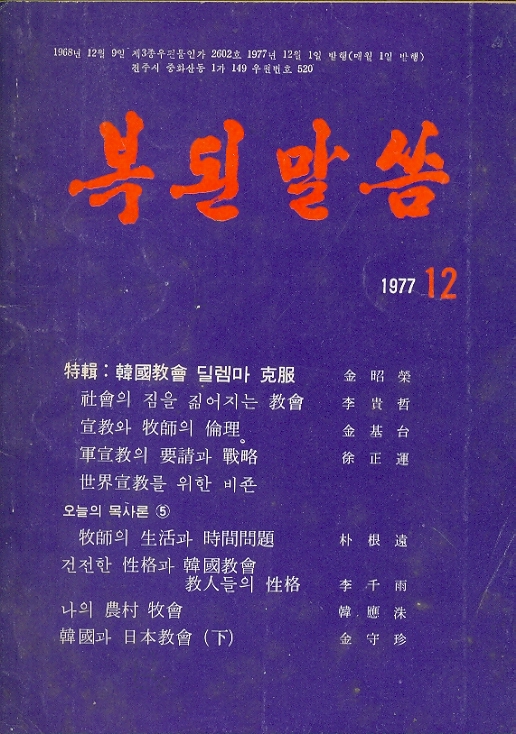 1968년 12월 9일 제3종우편물인가 2602호 1977년 12월 1일 발행(매월 1일 발행)
전주시 중화산동 1가 149 우편번호 520
복된말씀
1977 12
特輯: 韓國教會 딜렘마 克服 金昭榮
社會의 짐을 짊어지는 教會 李貴哲
宣教와 牧師의 倫理。 金基台
軍宣教의 要請과 戰略 徐正運
世界宣教를 위한 비죤
오늘의 목사론 ⑤
牧師의 生活과 時間問題 朴根遠
건전한 性格과 韓國教會
教人들의 性格 李千雨
나의 農村 牧會 韓應洙
韓國과 日本教會 (下) 金守珍